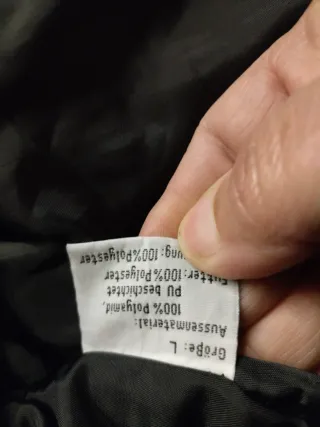 Größe: L
Aussenmaterial:
100% Polyamid,
PU beschichtet
Futter: 100%Polyester
ung: 100%Polyester